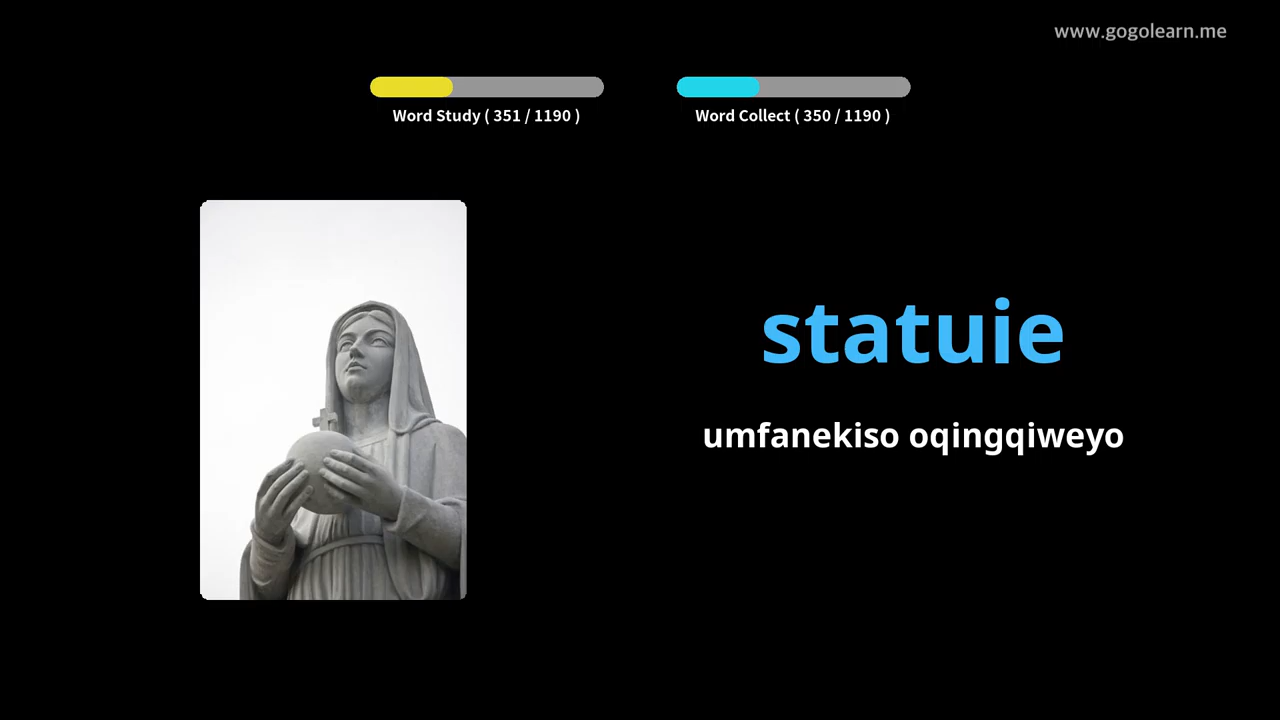 www.gogolearn.me
Word Study ( 351 / 1190 )
Word Collect ( 350 / 1190 )
statuie
umfanekiso oqingqiweyo